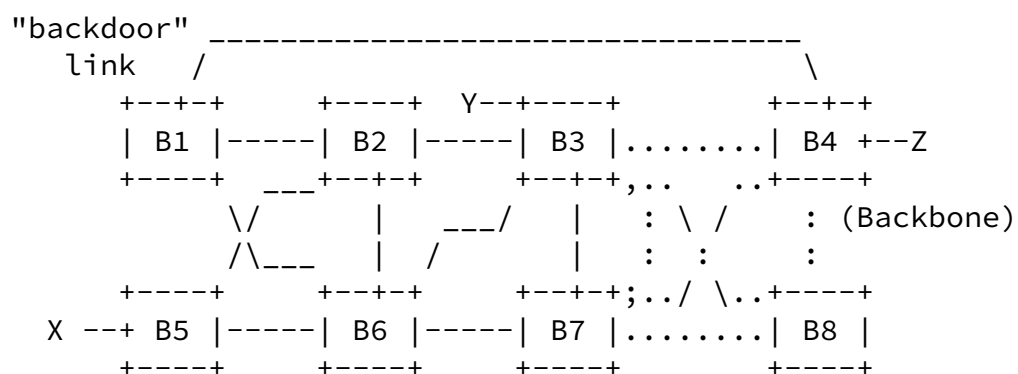 "backdoor"
link
Y
B1 B2 B3 B4 Z
(Backbone)
X B5 B6 B7 B8